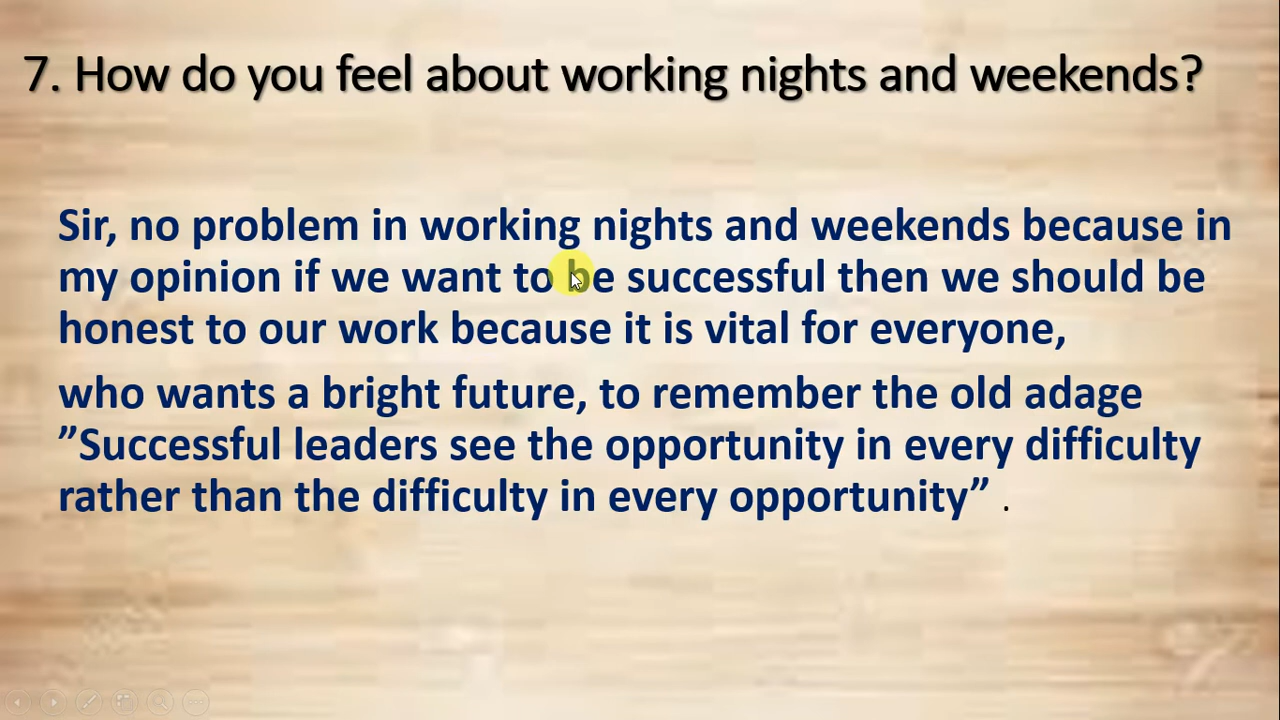 7. How do you feel about working nights and weekends?
Sir, no problem in working nights and weekends because in
my opinion if we want to be successful then we should be
honest to our work because it is vital for everyone,
who wants a bright future, to remember the old adage
”Successful leaders see the opportunity in every difficulty
rather than the difficulty in every opportunity” .